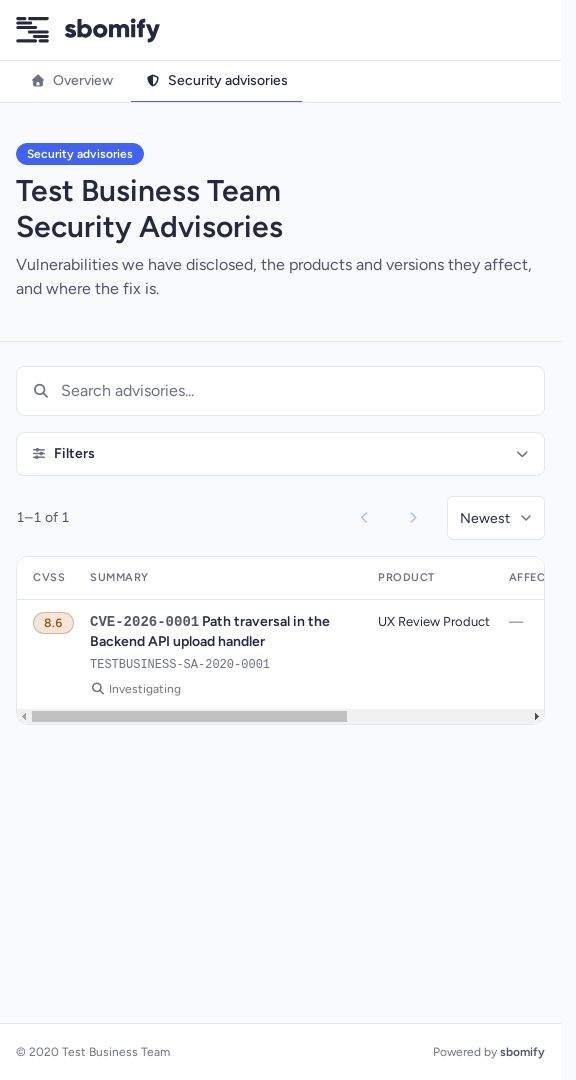 sbomify
Overview
Security advisories
Security advisories
Test Business Team
Security Advisories
Vulnerabilities we have disclosed, the products and versions they affect,
and where the fix is.
Search advisories...
Filters
1–1 of 1
Newest
CVSS SUMMARY PRODUCT AFFEC
8.6 CVE-2026-0001 Path traversal in the UX Review Product —
Backend API upload handler
TESTBUSINESS-SA-2020-0001
Investigating
© 2020 Test Business Team
Powered by sbomify